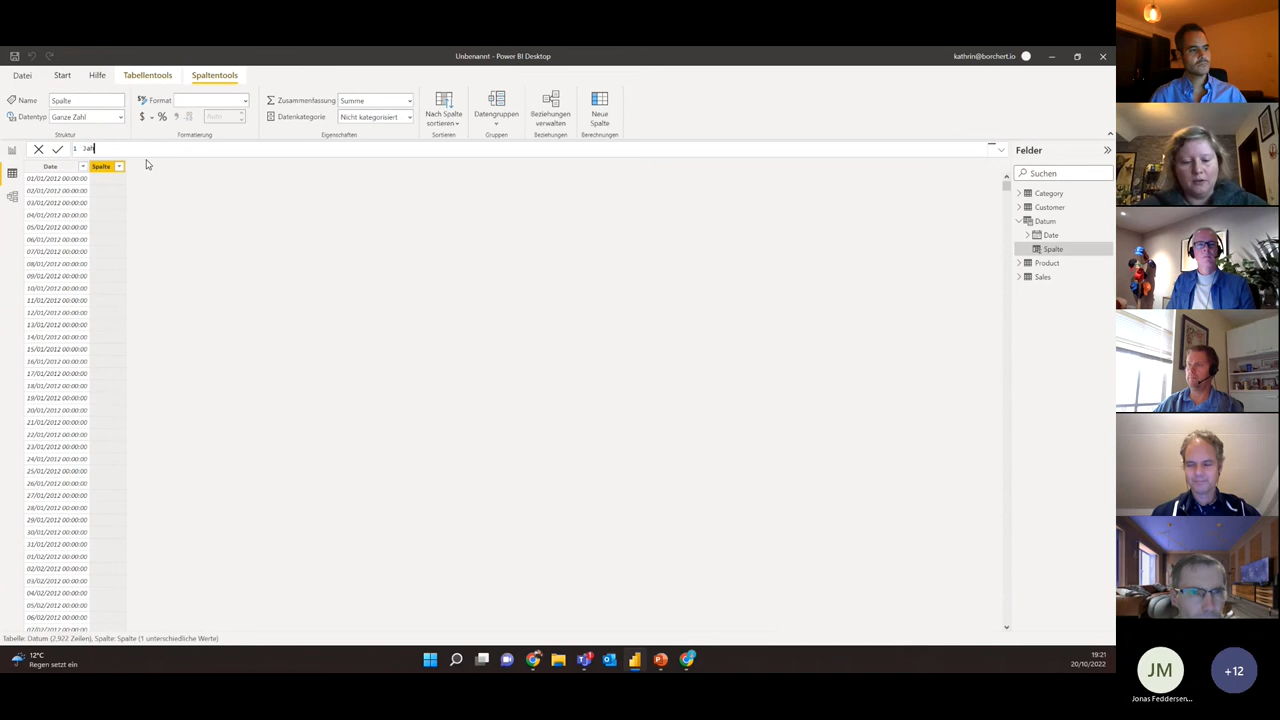 Unbenannt - Power BI Desktop
kathrin@borchert.io
Datei
Start
Hilfe
Tabellentools
Spaltentools
Name
Spalte
Format
Zusammenfassung
Summe
Datentyp
Ganze Zahl
$
%
Auto
Datenkategorie
Nicht kategorisiert
Nach Spalte
sortieren
Datengruppen
Beziehungen
verwalten
Neue
Spalte
Struktur
Formatierung
Eigenschaften
Sortieren
Gruppen
Beziehungen
Berechnungen
1 Jah
Date
Spalte
01/01/2012 00:00:00
02/01/2012 00:00:00
03/01/2012 00:00:00
04/01/2012 00:00:00
05/01/2012 00:00:00
06/01/2012 00:00:00
07/01/2012 00:00:00
08/01/2012 00:00:00
09/01/2012 00:00:00
10/01/2012 00:00:00
11/01/2012 00:00:00
12/01/2012 00:00:00
13/01/2012 00:00:00
14/01/2012 00:00:00
15/01/2012 00:00:00
16/01/2012 00:00:00
17/01/2012 00:00:00
18/01/2012 00:00:00
19/01/2012 00:00:00
20/01/2012 00:00:00
21/01/2012 00:00:00
22/01/2012 00:00:00
23/01/2012 00:00:00
24/01/2012 00:00:00
25/01/2012 00:00:00
26/01/2012 00:00:00
27/01/2012 00:00:00
28/01/2012 00:00:00
29/01/2012 00:00:00
30/01/2012 00:00:00
31/01/2012 00:00:00
01/02/2012 00:00:00
02/02/2012 00:00:00
03/02/2012 00:00:00
04/02/2012 00:00:00
05/02/2012 00:00:00
06/02/2012 00:00:00
07/02/2012 00:00:00
Felder
Suchen
Category
Customer
Datum
Date
Spalte
Product
Sales
Tabelle: Datum (2,922 Zeilen), Spalte: Spalte (1 unterschiedliche Werte)
12°C
Regen setzt ein
19:21
20/10/2022
JM
Jonas Feddersen...
+12